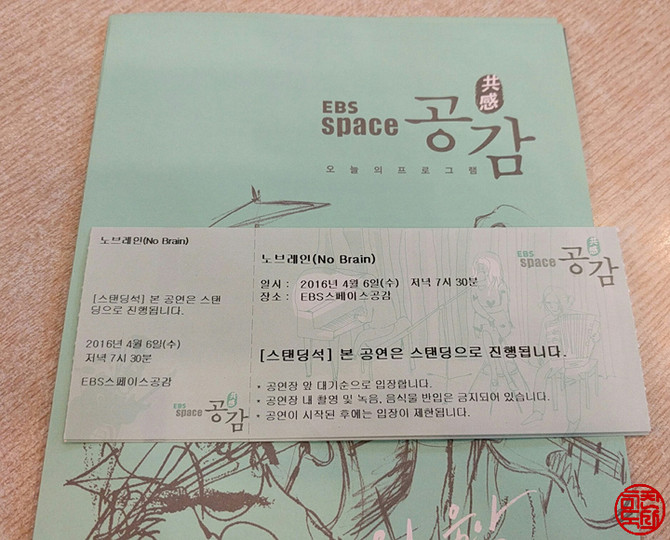 共感
EBS
space 공감
오늘의프로그램
노브레인(No Brain)
[스탠딩석] 본 공연은 스탠
딩으로 진행됩니다.
2016년 4월 6일(수)
저녁 7시 30분
EBS스페이스공감
EBS
space 공감
노브레인(No Brain)
일시 : 2016년 4월 6일(수) 저녁 7시 30분
장소 : EBS스페이스공감
[스탠딩석] 본 공연은 스탠딩으로 진행됩니다.
• 공연장 앞 대기순으로 입장합니다.
• 공연장 내 촬영 및 녹음, 음식물 반입은 금지되어 있습니다.
• 공연이 시작된 후에는 입장이 제한됩니다.
EBS
space 공감